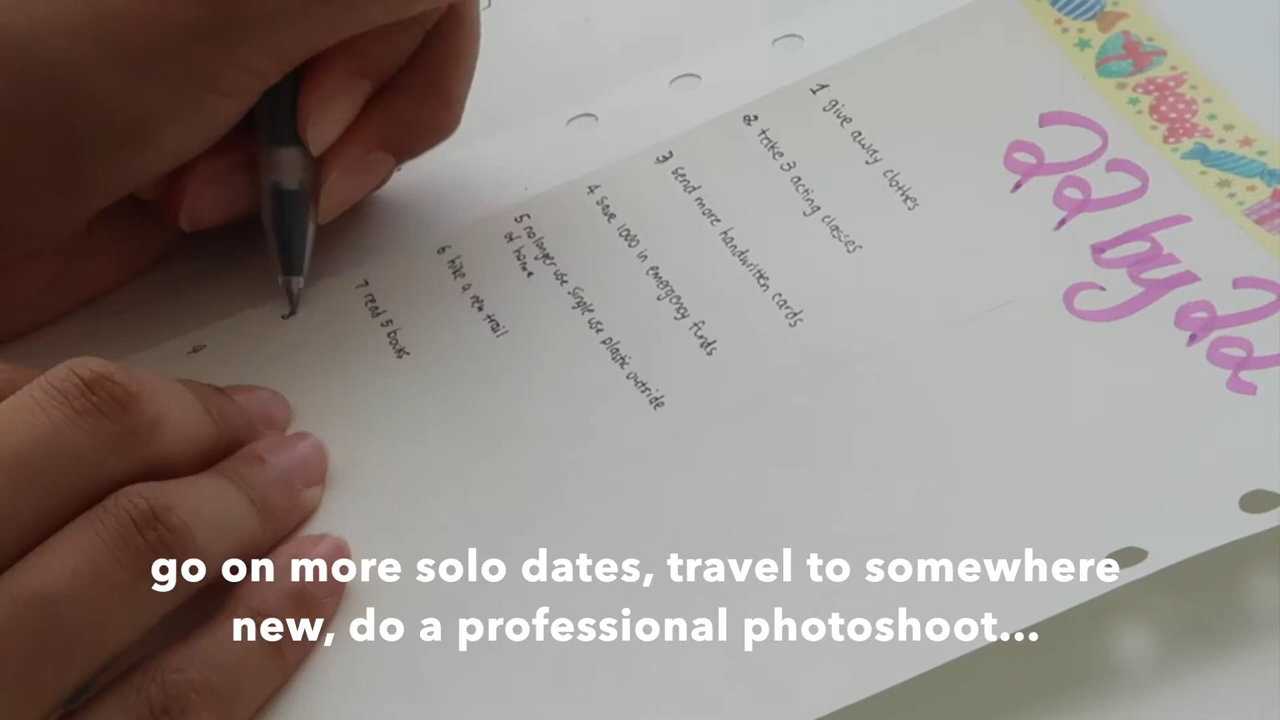 22 by 22
1 give away clothes
2 take 3 acting classes
3 send more handwritten cards
4 save 1000 in emergency funds
5 no longer use single use plastic outside
of home
6 hike a new trail
7 read 5 books
9
go on more solo dates, travel to somewhere
new, do a professional photoshoot...